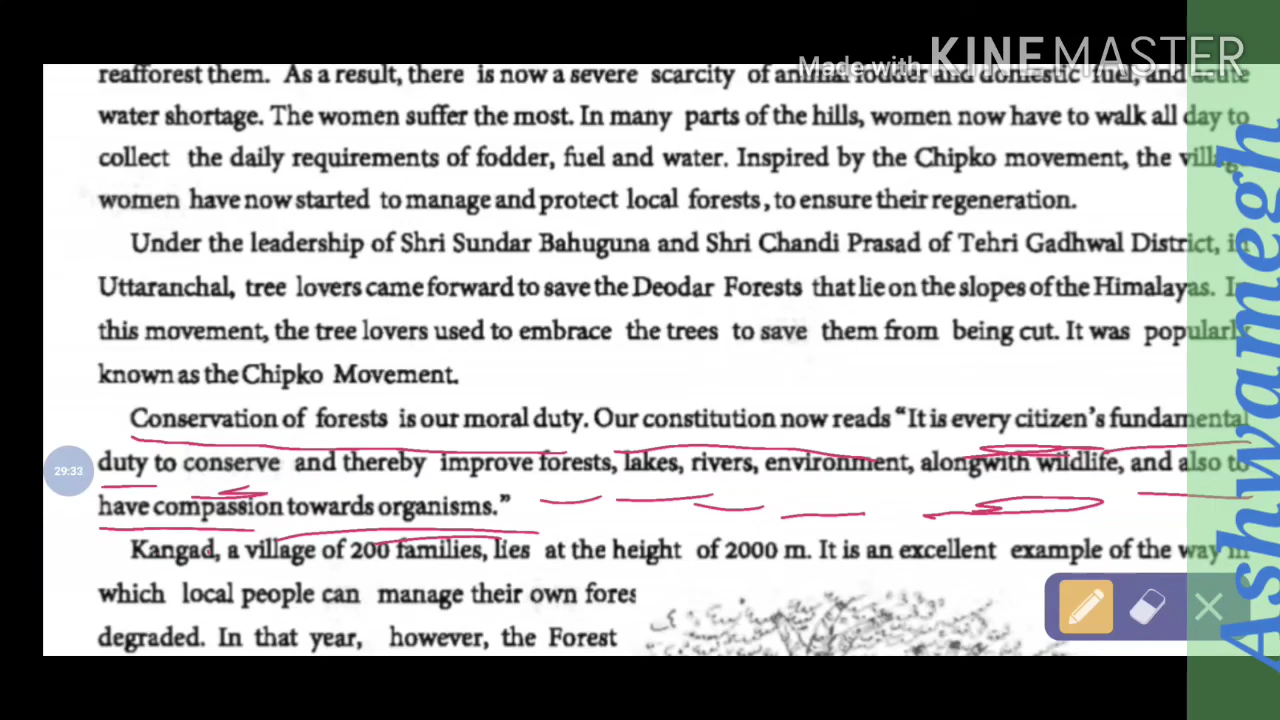 Made with KINEMASTER
reafforest them. As a result, there is now a severe scarcity of animal fodder and domestic fuel, and acute
water shortage. The women suffer the most. In many parts of the hills, women now have to walk all day to
collect the daily requirements of fodder, fuel and water. Inspired by the Chipko movement, the village
women have now started to manage and protect local forests, to ensure their regeneration.
Under the leadership of Shri Sundar Bahuguna and Shri Chandi Prasad of Tehri Gadhwal District, in
Uttaranchal, tree lovers came forward to save the Deodar Forests that lie on the slopes of the Himalayas. In
this movement, the tree lovers used to embrace the trees to save them from being cut. It was popularly
known as the Chipko Movement.
Conservation of forests is our moral duty. Our constitution now reads “It is every citizen's fundamental
duty to conserve and thereby improve forests, lakes, rivers, environment, alongwith wildlife, and also to
have compassion towards organisms.”
Kangad, a village of 200 families, lies at the height of 2000 m. It is an excellent example of the way in
which local people can manage their own fores
degraded. In that year, however, the Forest
29:33
Ashwamegh